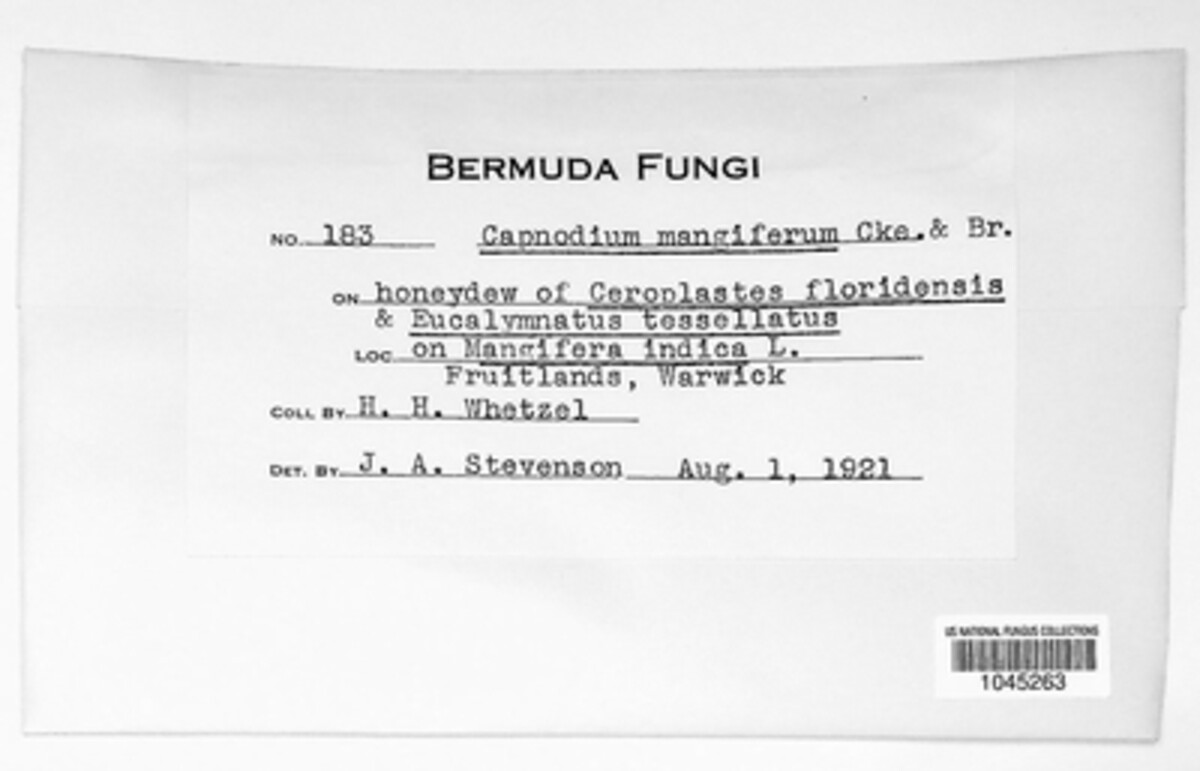 BERMUDA FUNGI
NO. 183 Capnodium mangiferum Cke. & Br.
ON honeydew of Ceroplastes floridensis
& Eucalymnatus tessellatus
LOC on Mangifera indica L.
Fruitlands, Warwick
COLL BY H. H. Whetzel
DET. BY J. A. Stevenson Aug. 1, 1921
US NATIONAL FUNGUS COLLECTIONS
1045263